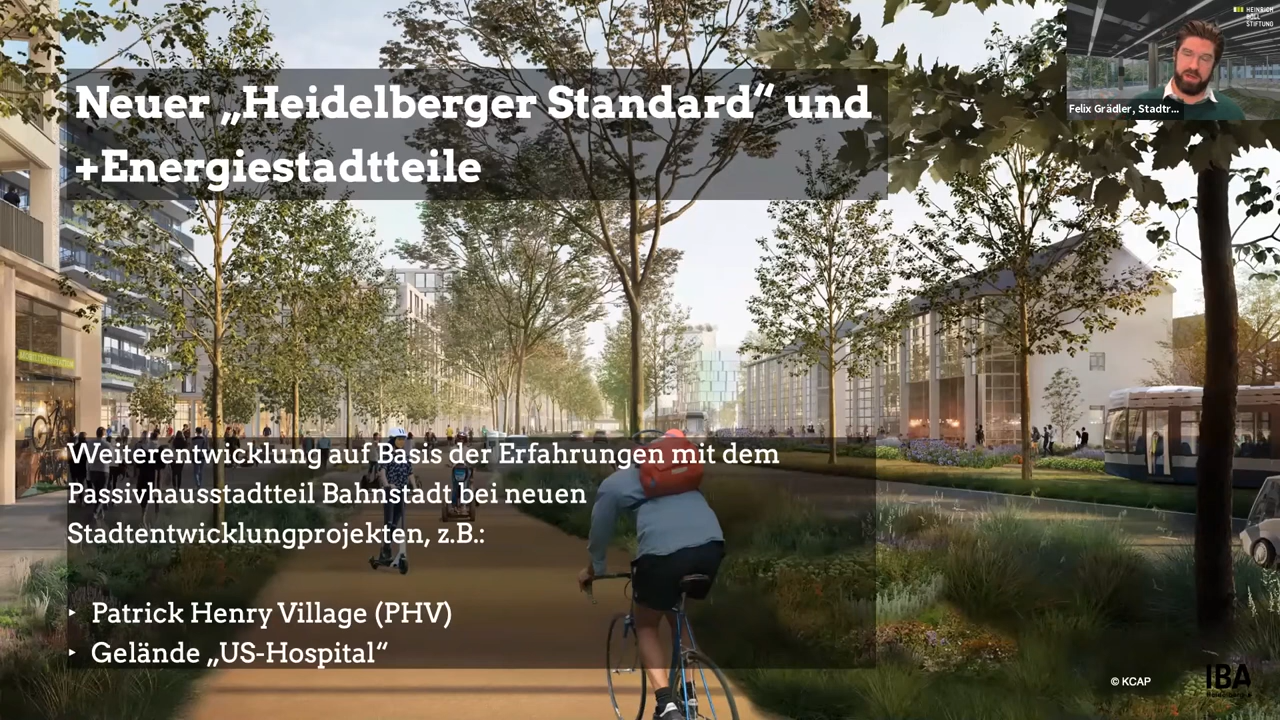 HEINRICH
BÖLL
STIFTUNG
Felix Grädler, Stadtr...
Neuer „Heidelberger Standard“ und
+Energiestadtteile
Weiterentwicklung auf Basis der Erfahrungen mit dem
Passivhausstadtteil Bahnstadt bei neuen
Stadtentwicklungprojekten, z.B.:
‣ Patrick Henry Village (PHV)
‣ Gelände „US-Hospital“
© KCAP
IBA
Heidelberg